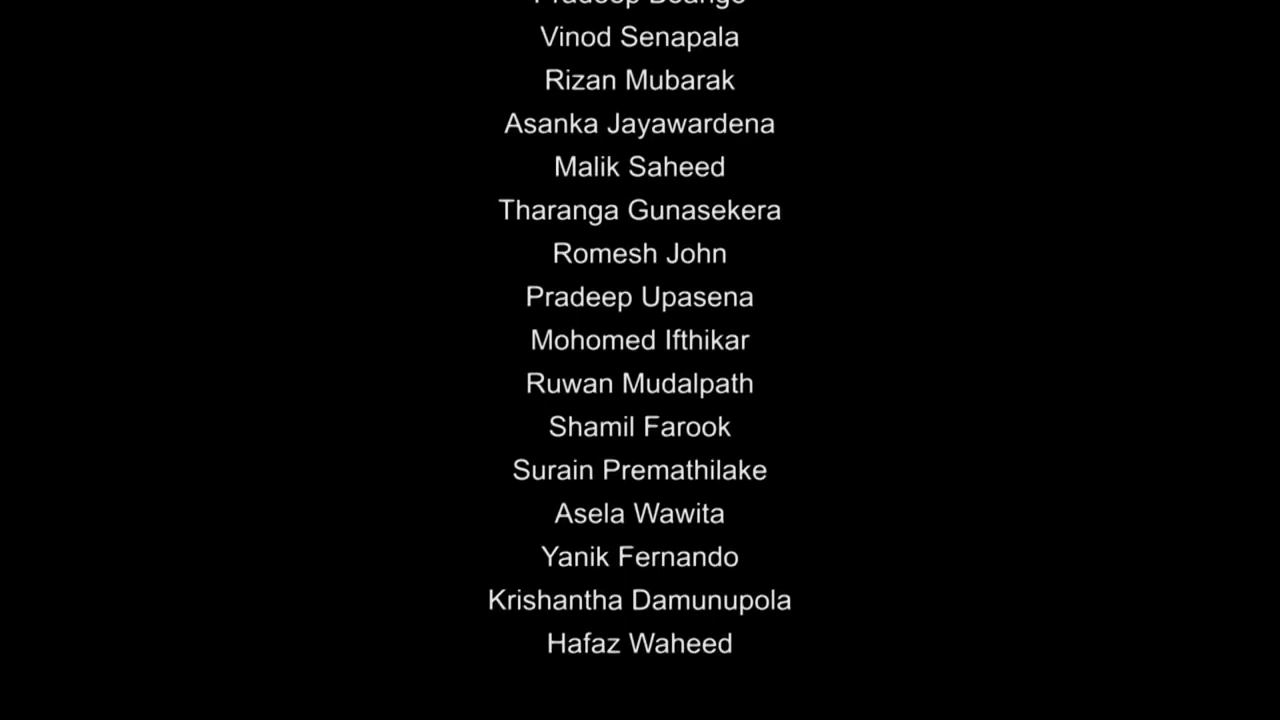 Vinod Senapala
Rizan Mubarak
Asanka Jayawardena
Malik Saheed
Tharanga Gunasekera
Romesh John
Pradeep Upasena
Mohomed Ifthikar
Ruwan Mudalpath
Shamil Farook
Surain Premathilake
Asela Wawita
Yanik Fernando
Krishantha Damunupola
Hafaz Waheed